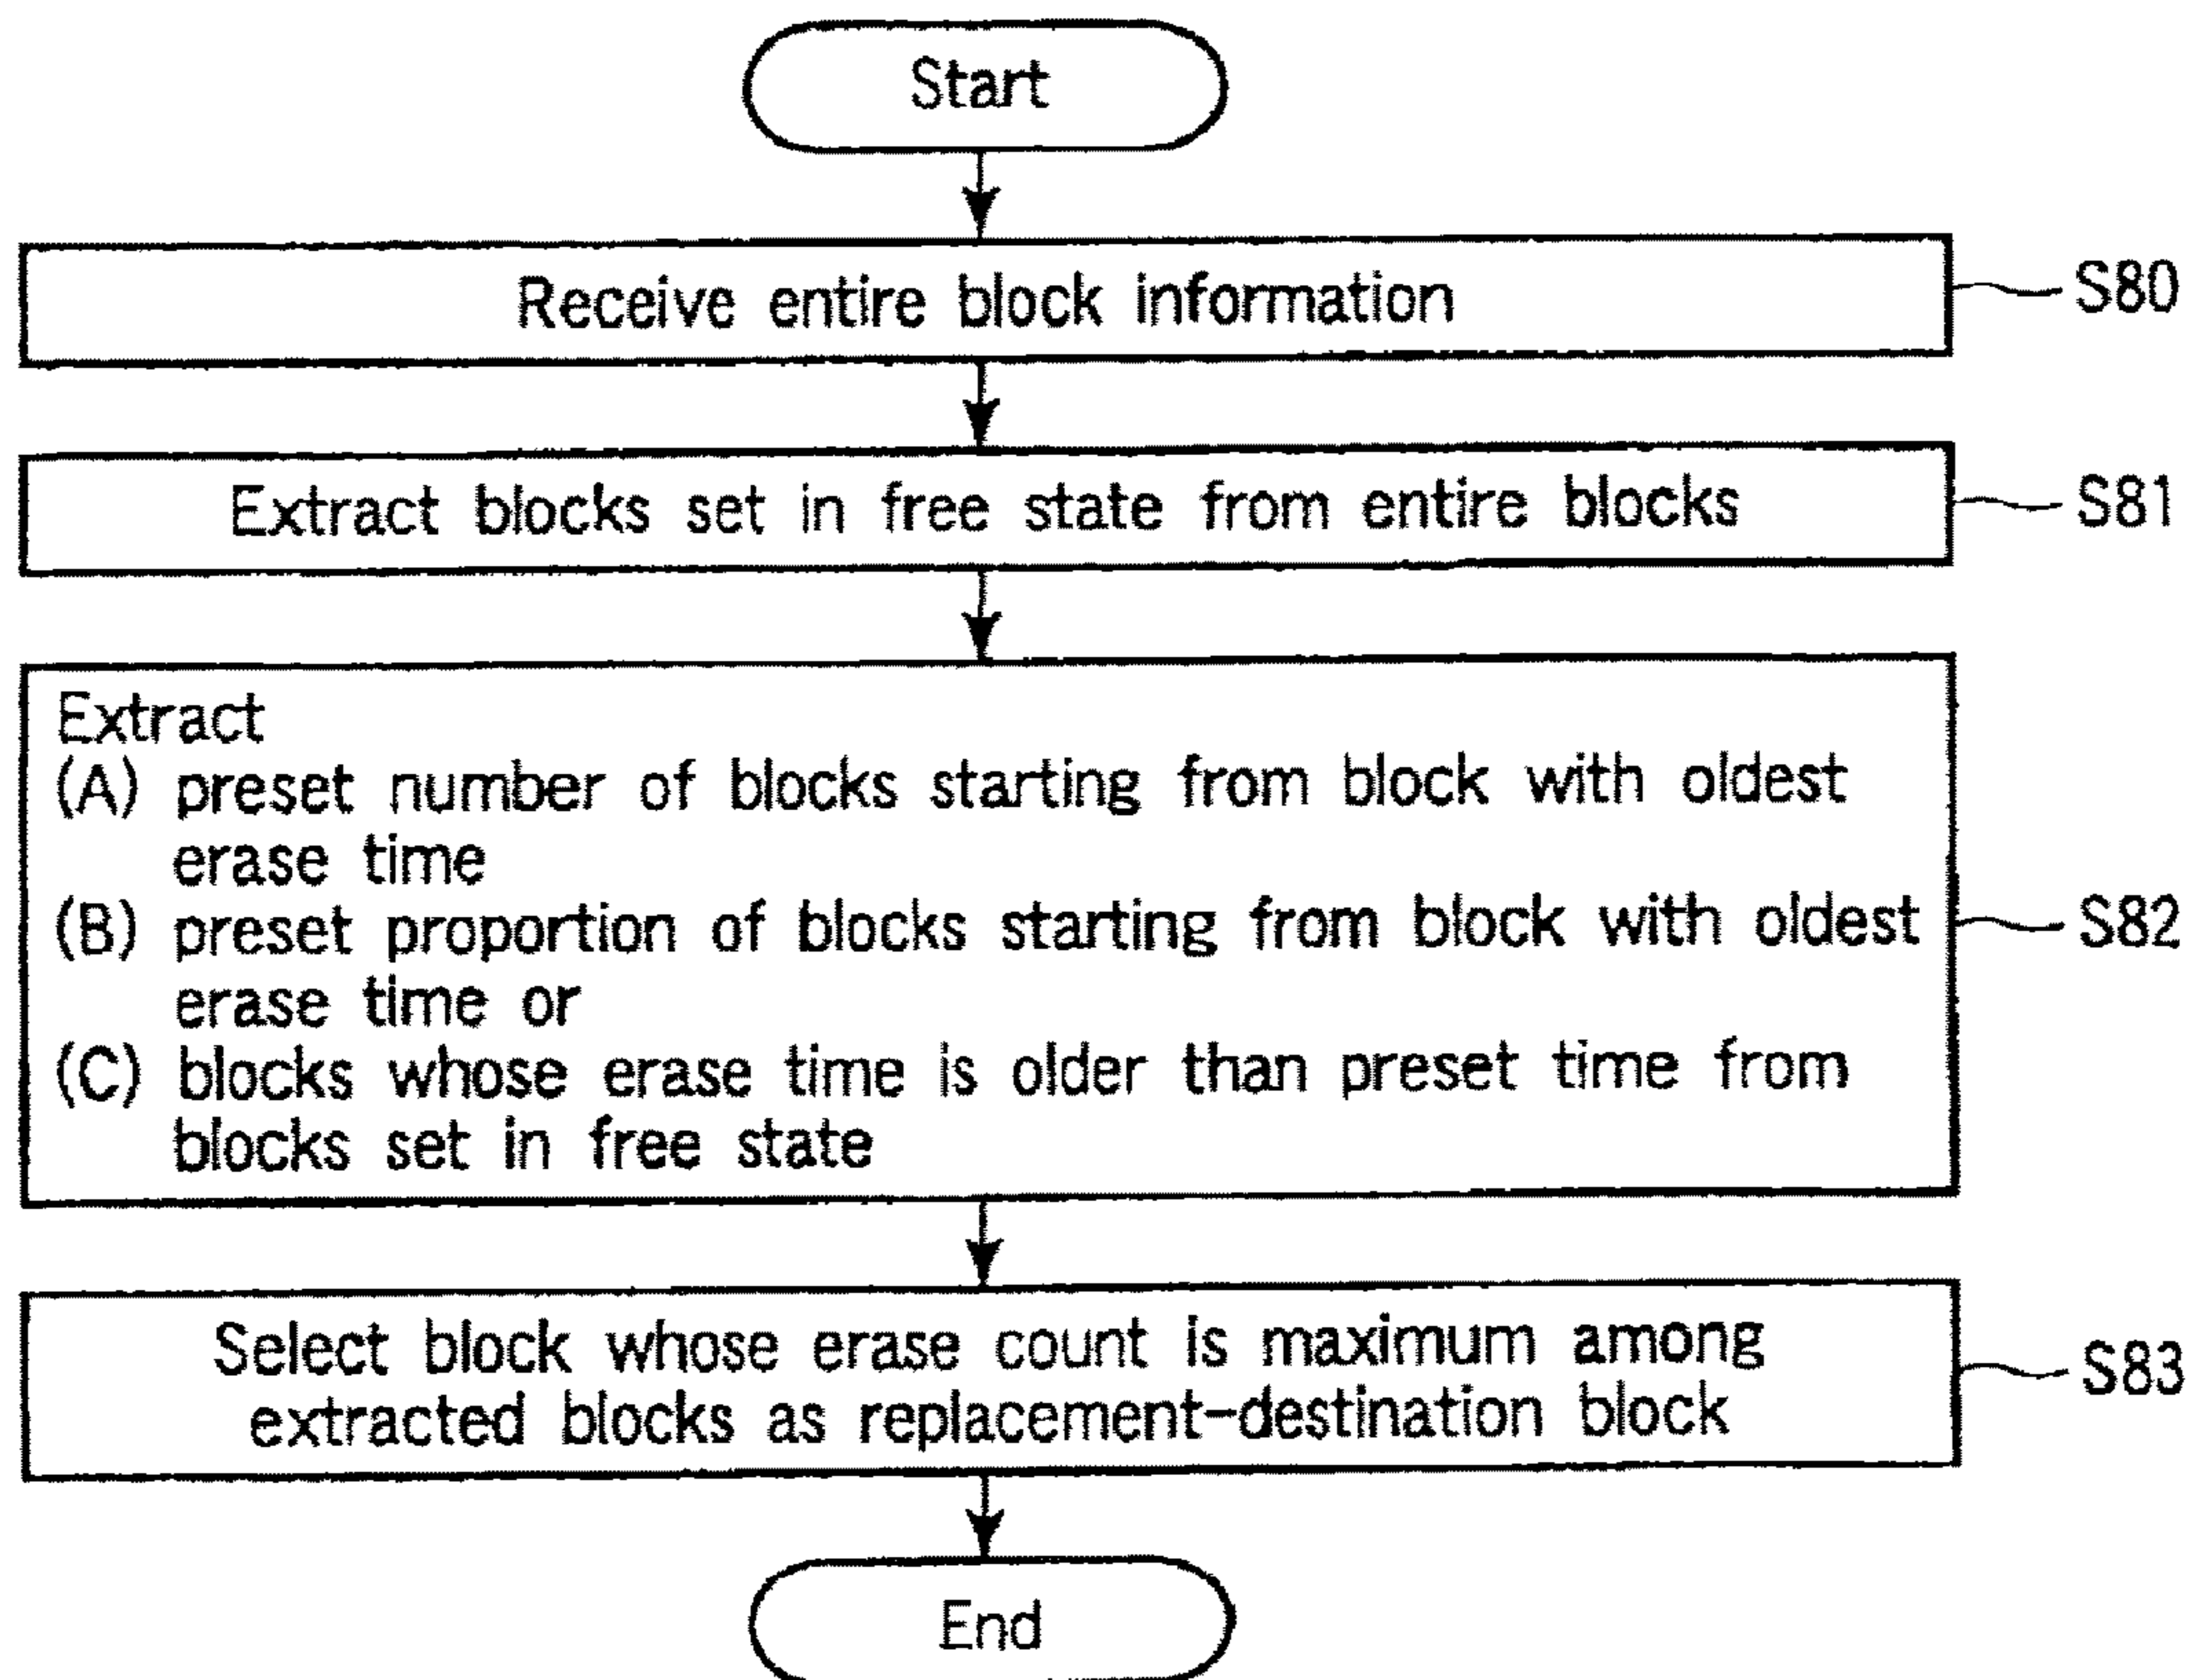 Start
Receive entire block information
S80
Extract blocks set in free state from entire blocks
S81
Extract
(A) preset number of blocks starting from block with oldest
erase time
(B) preset proportion of blocks starting from block with oldest
erase time or
(C) blocks whose erase time is older than preset time from
blocks set in free state
S82
Select block whose erase count is maximum among
extracted blocks as replacement-destination block
S83
End